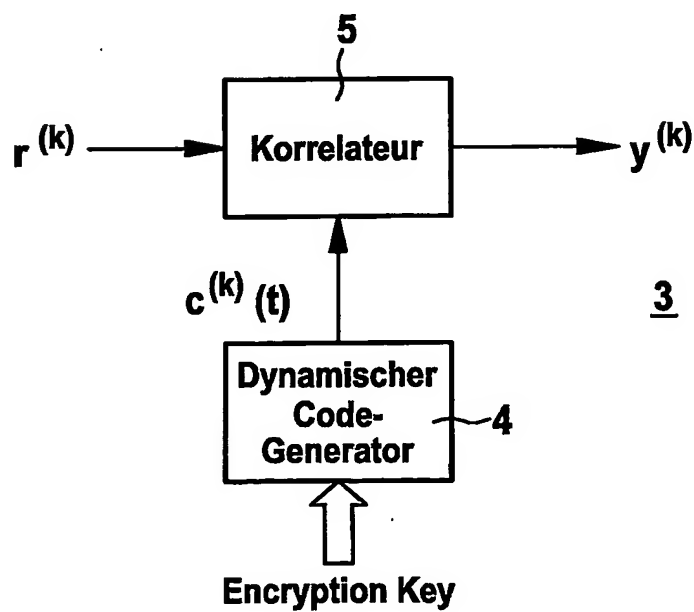 5
r (k)
Korrelateur
y (k)
c (k) (t)
3
Dynamischer
Code-
Generator
4
Encryption Key